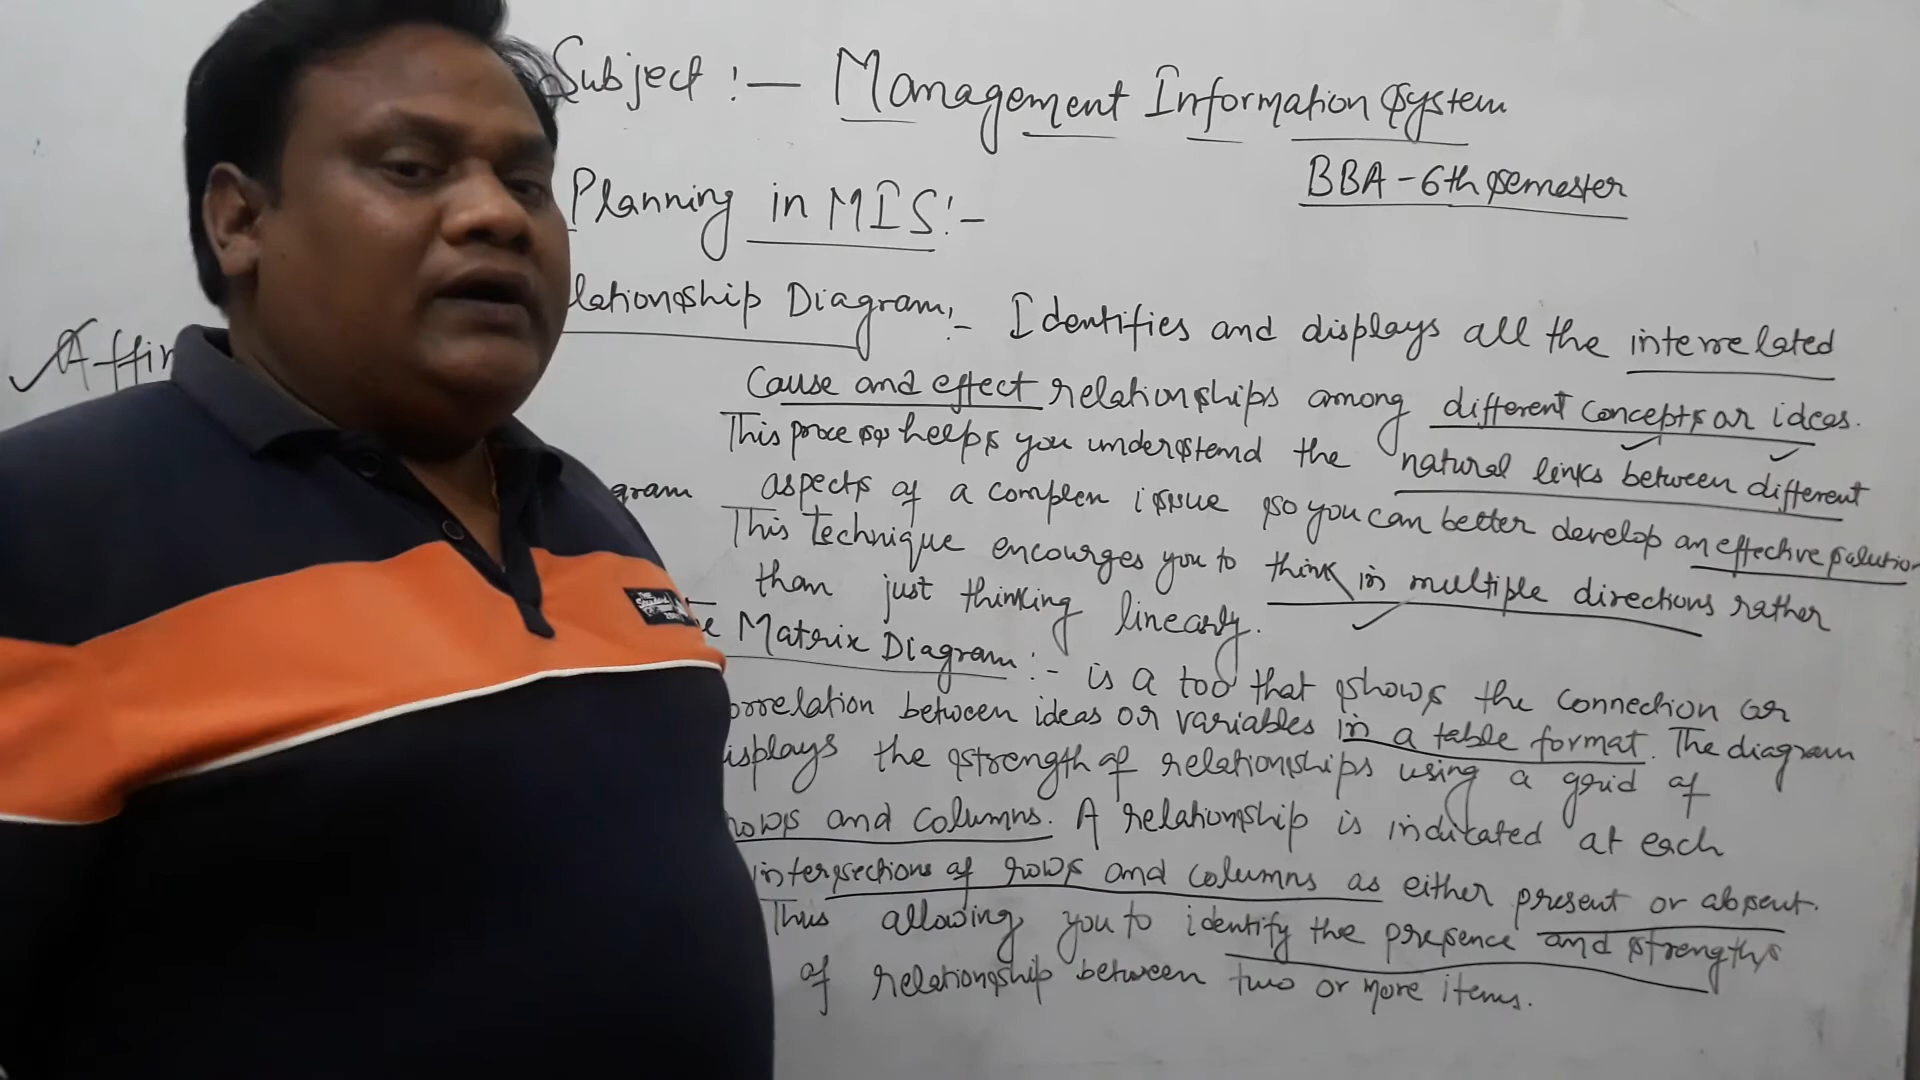 Subject :- Management Information System
BBA - 6th semester
Planning in MIS :-
lationship Diagram :- Identifies and displays all the interrelated
Affin
Cause and effect relationships among different concepts or ideas.
This process helps you understand the natural links between different
gram
aspects of a complex issue so you can better develop an effective solution
This technique encourges you to think in multiple directions rather
than just thinking linearly.
e Matrix Diagram :- is a tool that shows the connection or
orrelation between ideas or variables in a table format. The diagram
isplays the strength of relationships using a grid of
rows and columns. A relationship is indicated at each
intersections of rows and columns as either present or absent.
Thus allowing you to identify the presence and strengths
of relationship between two or more items.